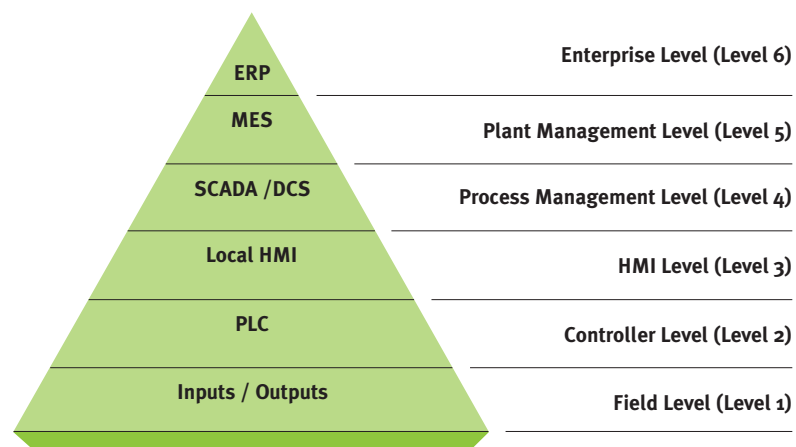 ERP
Enterprise Level (Level 6)
MES
Plant Management Level (Level 5)
SCADA /DCS
Process Management Level (Level 4)
Local HMI
HMI Level (Level 3)
PLC
Controller Level (Level 2)
Inputs / Outputs
Field Level (Level 1)